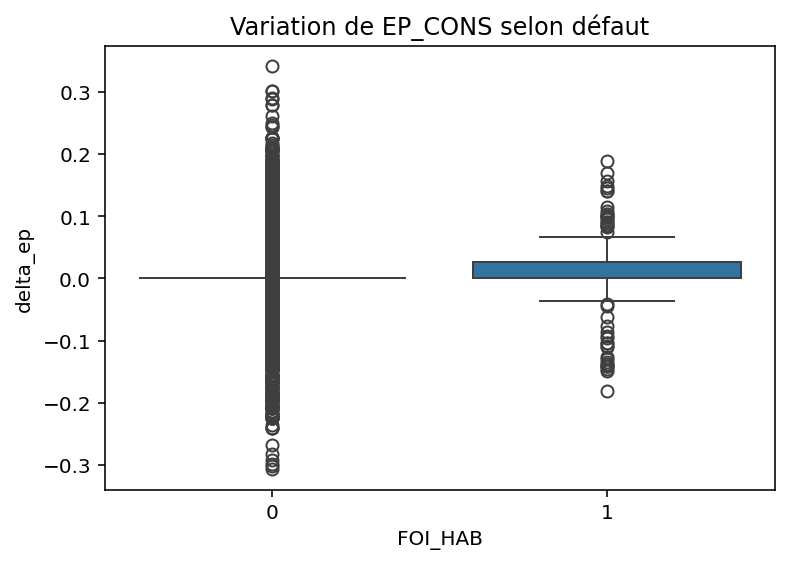 Variation de EP_CONS selon défaut
delta_ep
0.3
0.2
0.1
0.0
−0.1
−0.2
−0.3
0 1
FOI_HAB